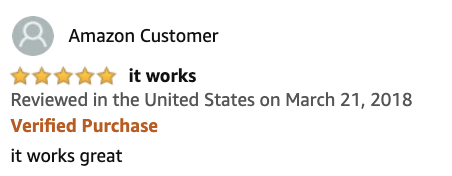 Amazon Customer
it works
Reviewed in the United States on March 21, 2018
Verified Purchase
it works great